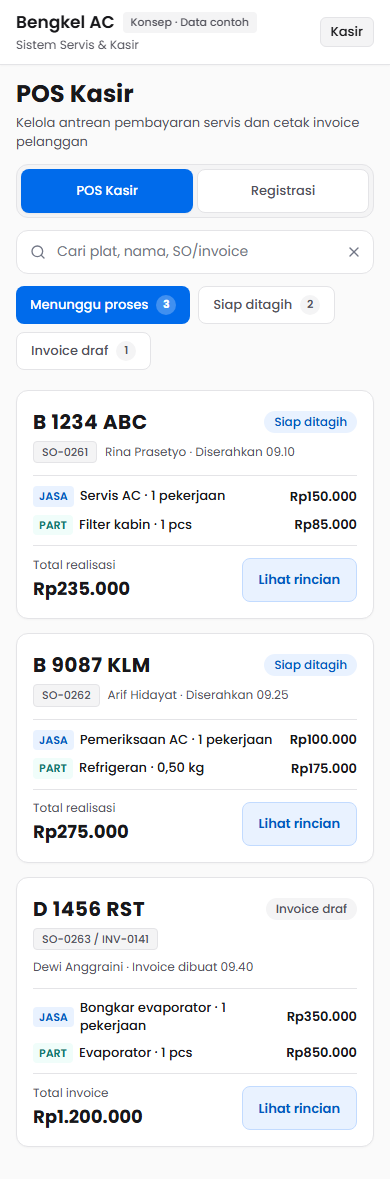 Bengkel AC Konsep · Data contoh
Sistem Servis & Kasir
Kasir
POS Kasir
Kelola antrean pembayaran servis dan cetak invoice
pelanggan
POS Kasir
Registrasi
Cari plat, nama, SO/invoice
Menunggu proses 3
Siap ditagih 2
Invoice draf 1
B 1234 ABC
Siap ditagih
SO-0261 Rina Prasetyo · Diserahkan 09.10
JASA Servis AC · 1 pekerjaan Rp150.000
PART Filter kabin · 1 pcs Rp85.000
Total realisasi
Rp235.000
Lihat rincian
B 9087 KLM
Siap ditagih
SO-0262 Arif Hidayat · Diserahkan 09.25
JASA Pemeriksaan AC · 1 pekerjaan Rp100.000
PART Refrigeran · 0,50 kg Rp175.000
Total realisasi
Rp275.000
Lihat rincian
D 1456 RST
Invoice draf
SO-0263 / INV-0141
Dewi Anggraini · Invoice dibuat 09.40
JASA Bongkar evaporator · 1
pekerjaan
Rp350.000
PART Evaporator · 1 pcs Rp850.000
Total invoice
Rp1.200.000
Lihat rincian